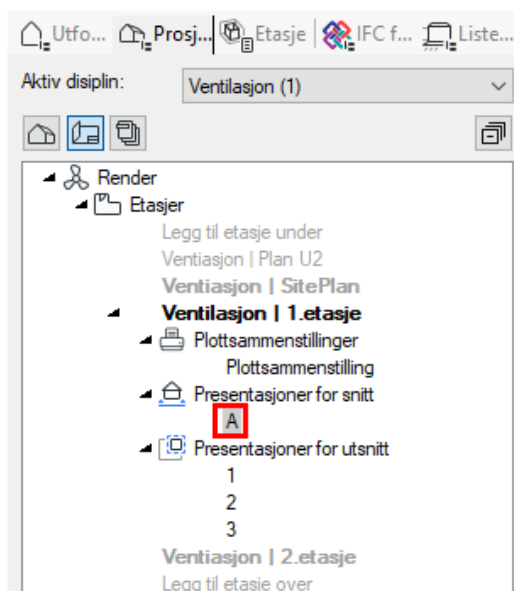 Utfo... Prosj... Etasje IFC f... Liste...
Aktiv disiplin: Ventilasjon (1)
Render
Etasjer
Legg til etasje under
Ventiasjon | Plan U2
Ventiasjon | SitePlan
Ventilasjon | 1.etasje
Plottsammenstillinger
Plottsammenstilling
Presentasjoner for snitt
A
Presentasjoner for utsnitt
1
2
3
Ventiasjon | 2.etasje
Legg til etasje over